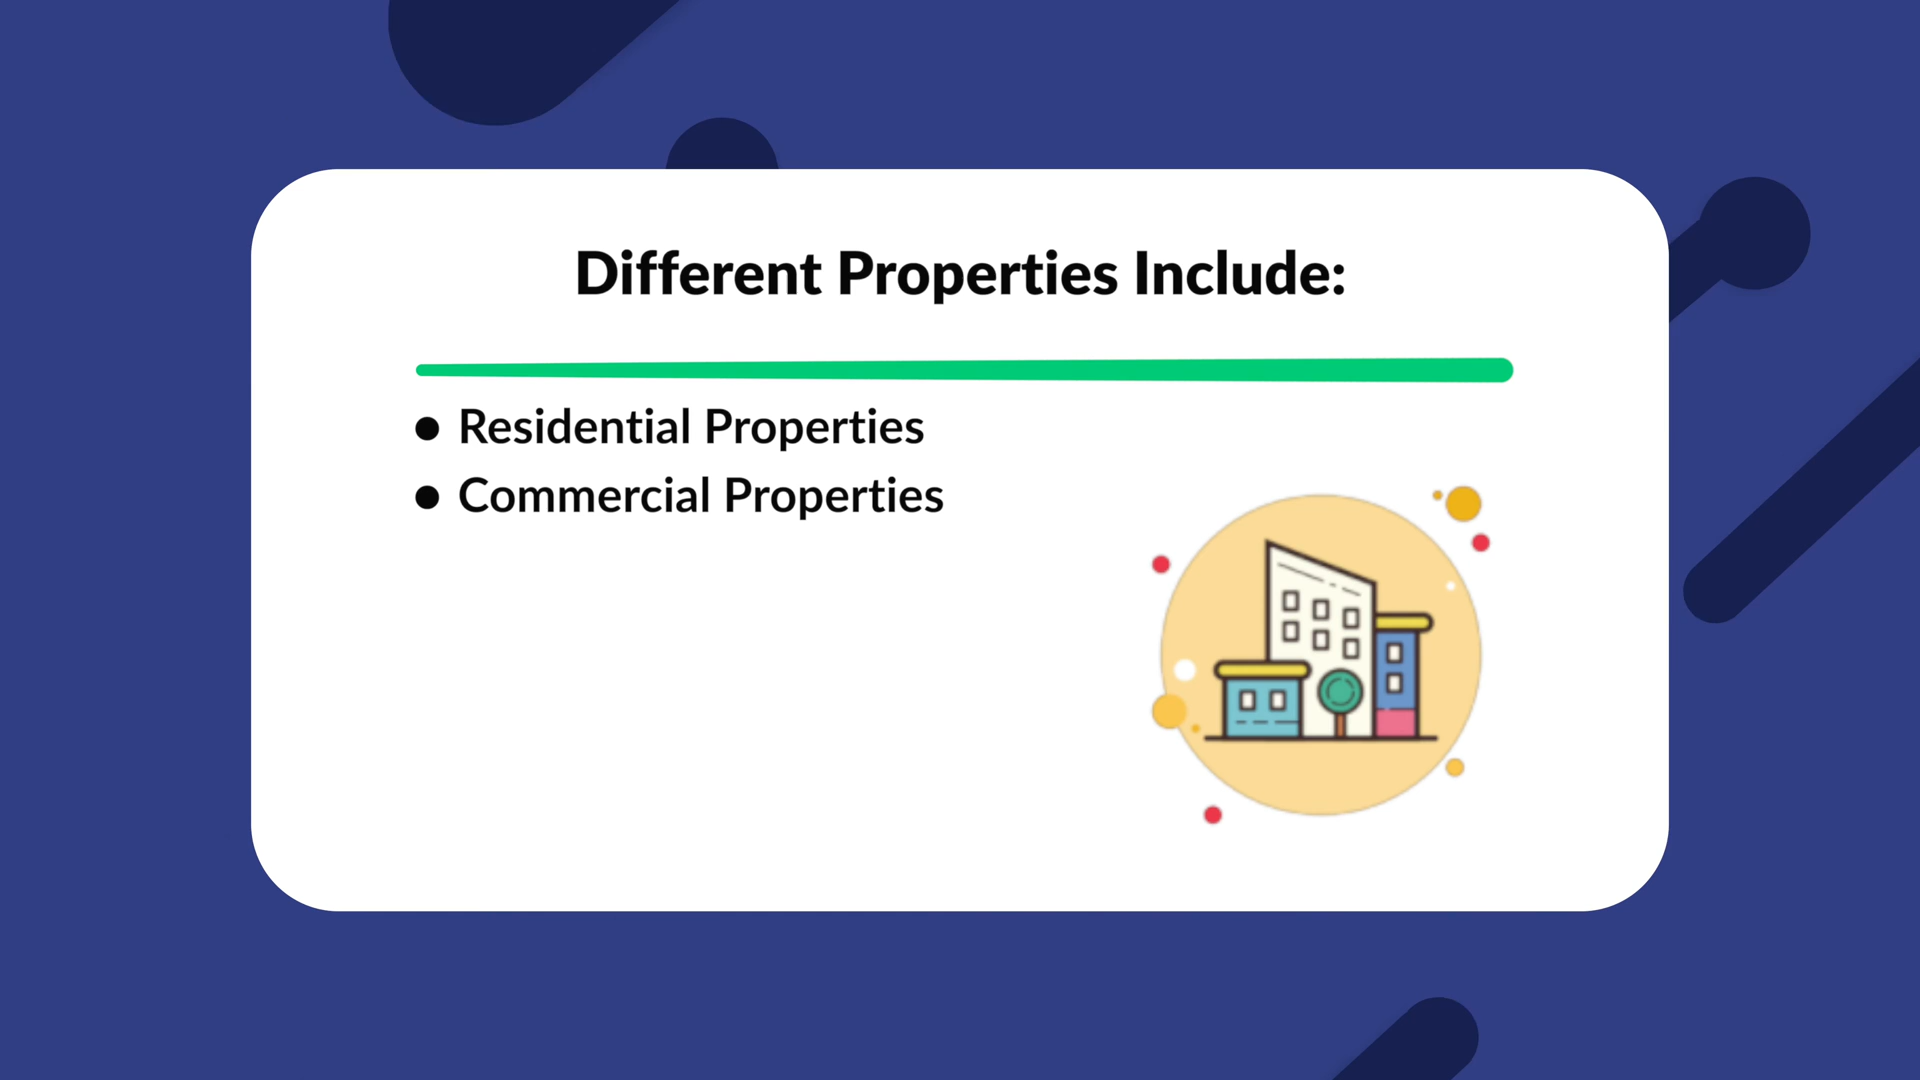 Different Properties Include:
● Residential Properties
● Commercial Properties